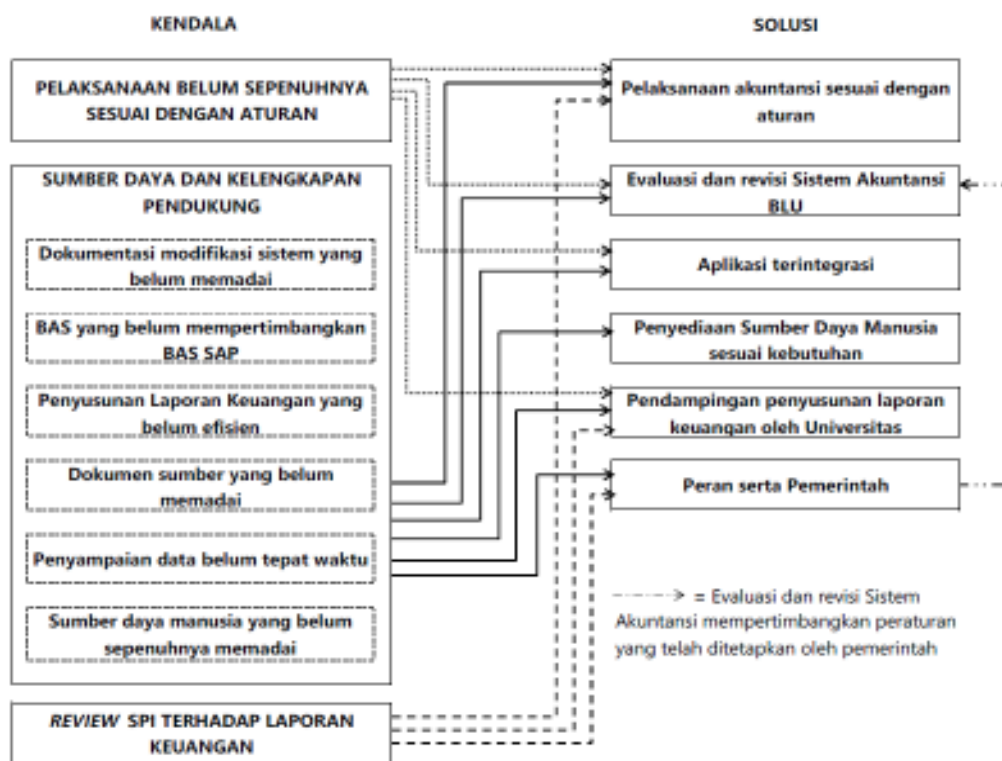 KENDALA
SOLUSI
PELAKSANAAN BELUM SEPENUHNYA
SESUAI DENGAN ATURAN
SUMBER DAYA DAN KELENGKAPAN
PENDUKUNG
Dokumentasi modifikasi sistem yang
belum memadai
BAS yang belum mempertimbangkan
BAS SAP
Penyusunan Laporan Keuangan yang
belum efisien
Dokumen sumber yang belum
memadai
Penyampaian data belum tepat waktu
Sumber daya manusia yang belum
sepenuhnya memadai
REVIEW SPI TERHADAP LAPORAN
KEUANGAN
Pelaksanaan akuntansi sesuai dengan
aturan
Evaluasi dan revisi Sistem Akuntansi
BLU
Aplikasi terintegrasi
Penyediaan Sumber Daya Manusia
sesuai kebutuhan
Pendampingan penyusunan laporan
keuangan oleh Universitas
Peran serta Pemerintah
= Evaluasi dan revisi Sistem
Akuntansi mempertimbangkan peraturan
yang telah ditetapkan oleh pemerintah